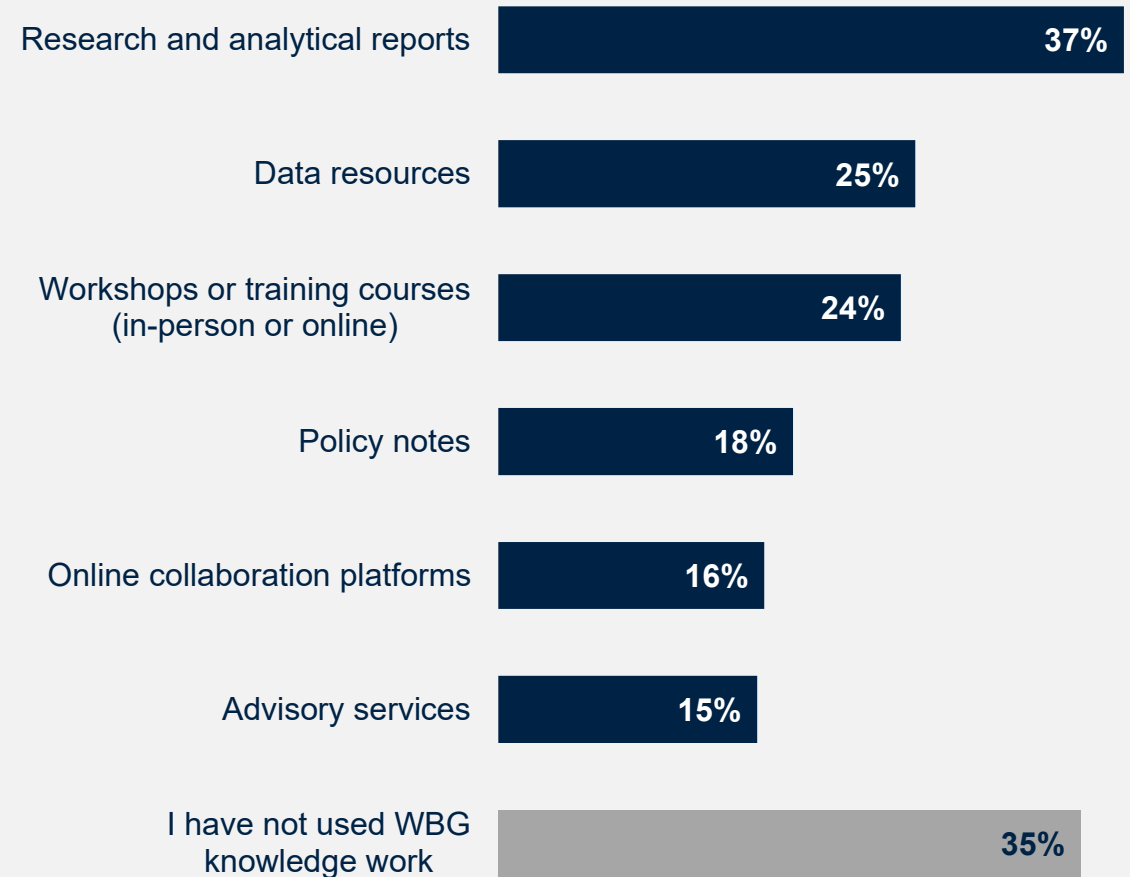 Research and analytical reports 37%
Data resources 25%
Workshops or training courses
(in-person or online) 24%
Policy notes 18%
Online collaboration platforms 16%
Advisory services 15%
I have not used WBG
knowledge work 35%